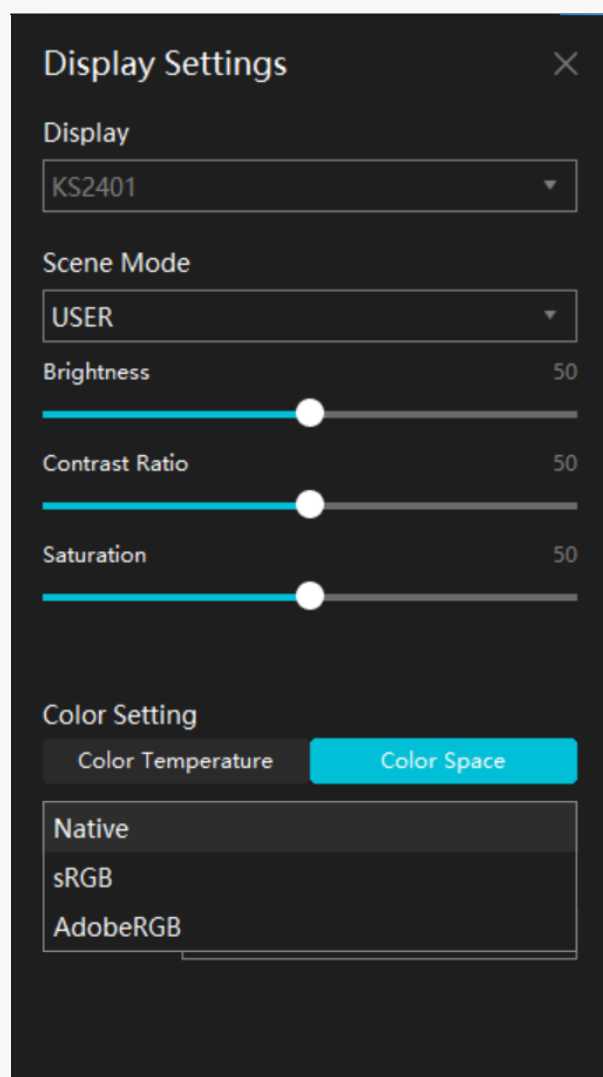 Display Settings
Display
KS2401
Scene Mode
USER
Brightness 50
Contrast Ratio 50
Saturation 50
Color Setting
Color Temperature Color Space
Native
sRGB
AdobeRGB